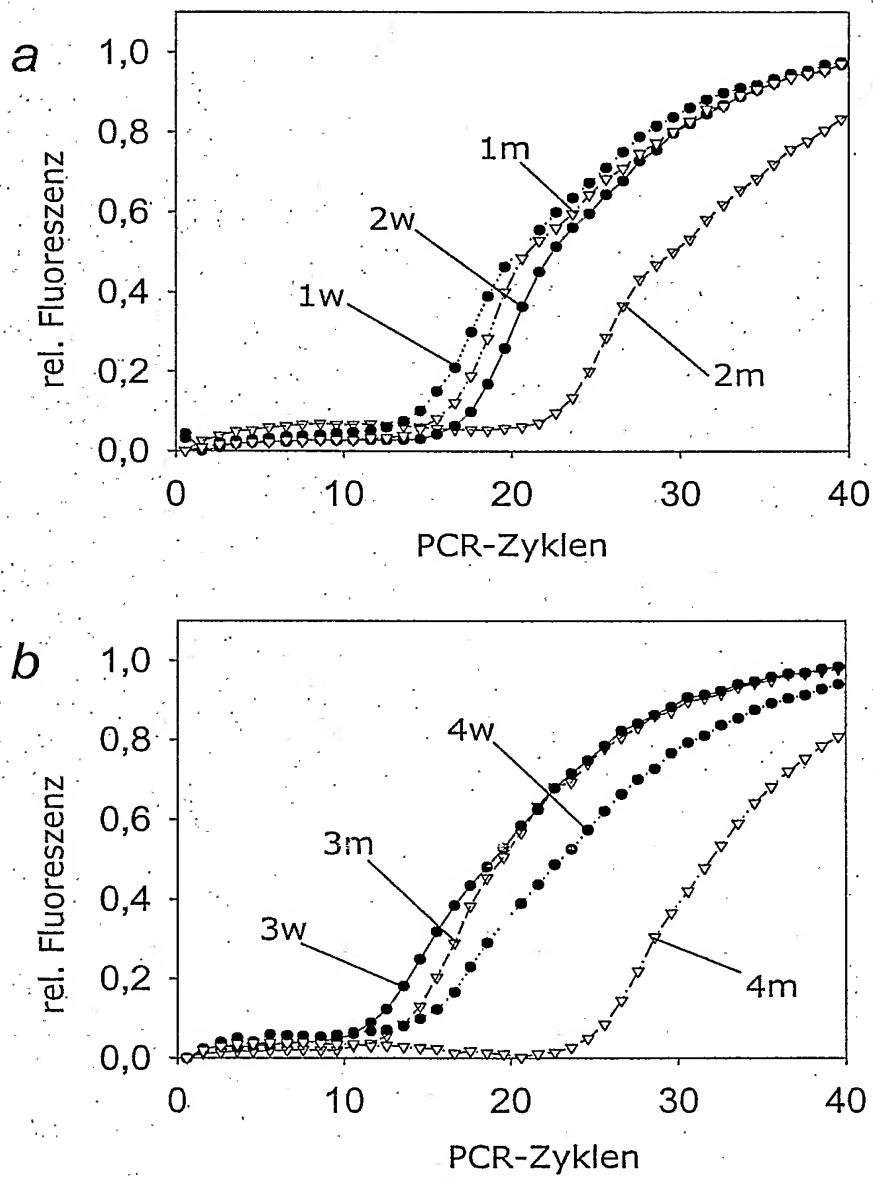 a
rel. Fluoreszenz
1,0
0,8
0,6
0,4
0,2
0,0
1m
2w
1w
2m
0 10 20 30 40
PCR-Zyklen
b
rel. Fluoreszenz
1,0
0,8
0,6
0,4
0,2
0,0
4w
3m
3w
4m
0 10 20 30 40
PCR-Zyklen